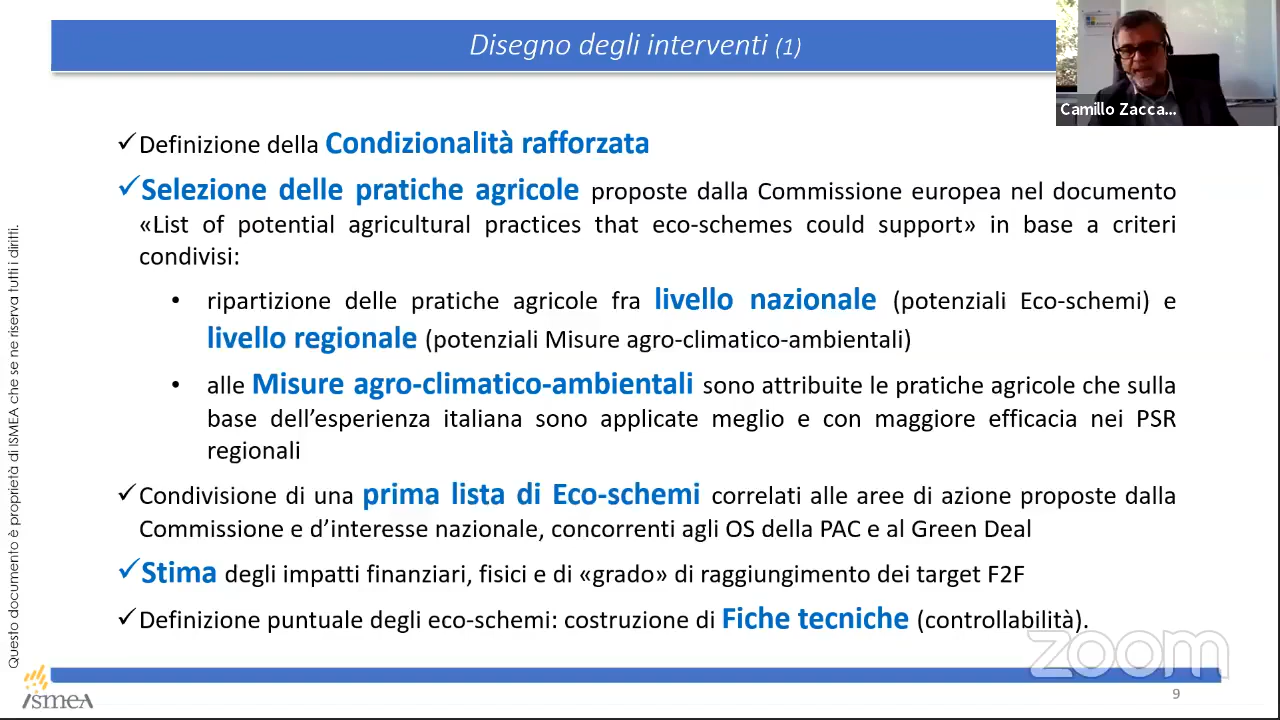 Disegno degli interventi (1)
Camillo Zacca...
✓Definizione della Condizionalità rafforzata
✓Selezione delle pratiche agricole proposte dalla Commissione europea nel documento
«List of potential agricultural practices that eco-schemes could support» in base a criteri
condivisi:
• ripartizione delle pratiche agricole fra livello nazionale (potenziali Eco-schemi) e
livello regionale (potenziali Misure agro-climatico-ambientali)
• alle Misure agro-climatico-ambientali sono attribuite le pratiche agricole che sulla
base dell’esperienza italiana sono applicate meglio e con maggiore efficacia nei PSR
regionali
✓Condivisione di una prima lista di Eco-schemi correlati alle aree di azione proposte dalla
Commissione e d’interesse nazionale, concorrenti agli OS della PAC e al Green Deal
✓Stima degli impatti finanziari, fisici e di «grado» di raggiungimento dei target F2F
✓Definizione puntuale degli eco-schemi: costruzione di Fiche tecniche (controllabilità).
Questo documento è proprietà di ISMEA che se ne riserva tutti i diritti.
zoom
ismea
9